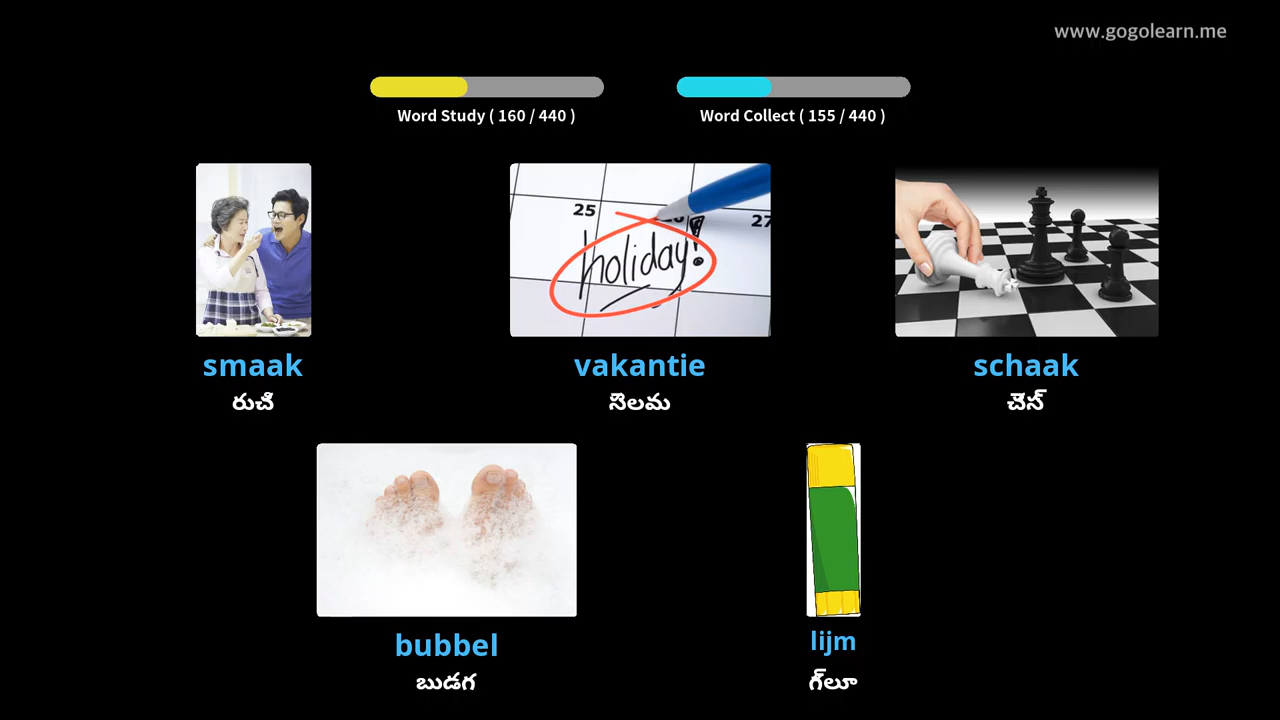 www.gogolearn.me
Word Study ( 160 / 440 )
Word Collect ( 155 / 440 )
25
27
holiday!
smaak
vakantie
schaak
రుచి
సెలమ
చెస్
bubbel
lijm
బుడగ
గ్లూ